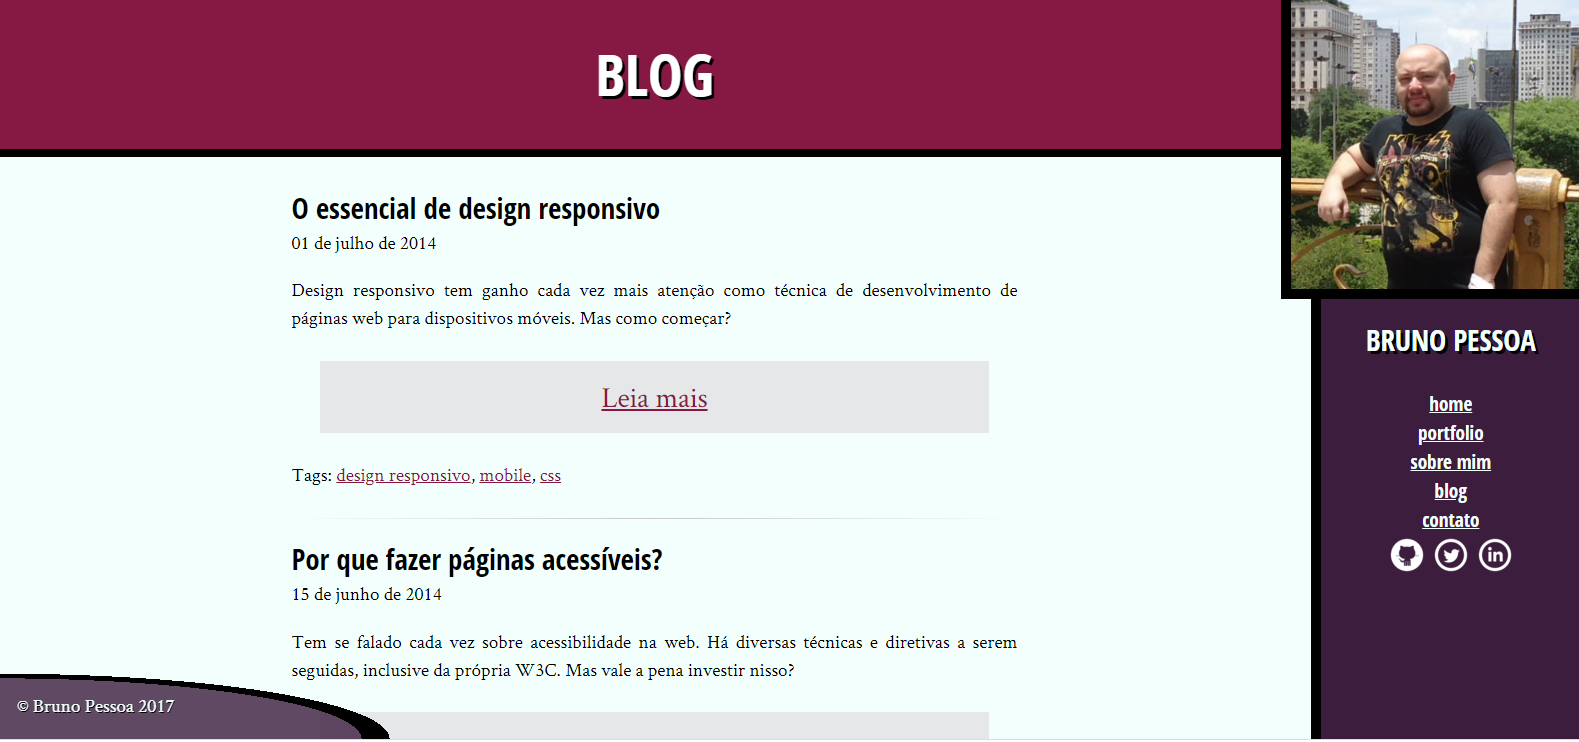 BLOG
O essencial de design responsivo
01 de julho de 2014
Design responsivo tem ganho cada vez mais atenção como técnica de desenvolvimento de
páginas web para dispositivos móveis. Mas como começar?
Leia mais
Tags: design responsivo, mobile, css
Por que fazer páginas acessíveis?
15 de junho de 2014
Tem se falado cada vez sobre acessibilidade na web. Há diversas técnicas e diretivas a serem
seguidas, inclusive da própria W3C. Mas vale a pena investir nisso?
© Bruno Pessoa 2017
KISS
BRUNO PESSOA
home
portfolio
sobre mim
blog
contato
in